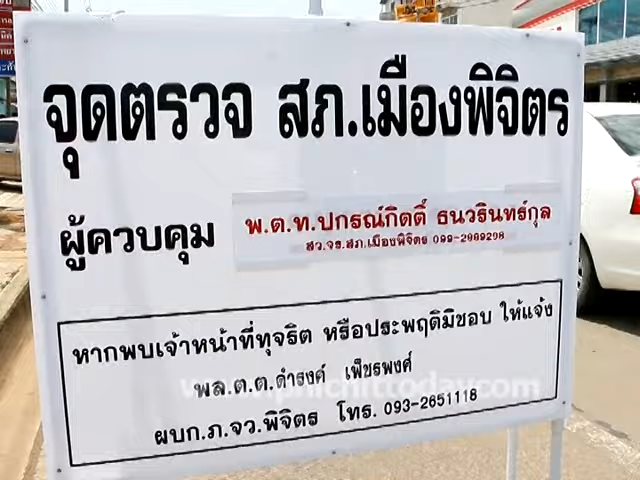 จุดตรวจ สภ.เมืองพิจิตร
ผู้ควบคุม
พ.ต.ท.ปกรณ์กิตติ์ ธนวรินทร์กุล
สว.จร.สภ.เมืองพิจิตร 099-2989298
หากพบเจ้าหน้าที่ทุจริต หรือประพฤติมิชอบ ให้แจ้ง
พล.ต.ต.ดำรงค์ เพ็ชรพงศ์
www.phichittoday.com
ผบก.ภ.จว.พิจิตร โทร. 093-2651118